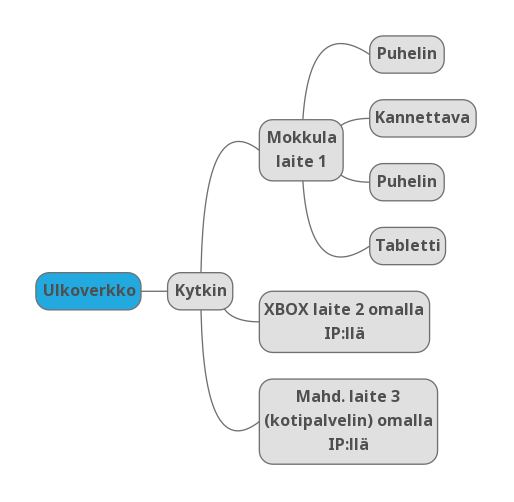 Ulkoverkko
Kytkin
Mokkula
laite 1
Puhelin
Kannettava
Puhelin
Tabletti
XBOX laite 2 omalla
IP:llä
Mahd. laite 3
(kotipalvelin) omalla
IP:llä